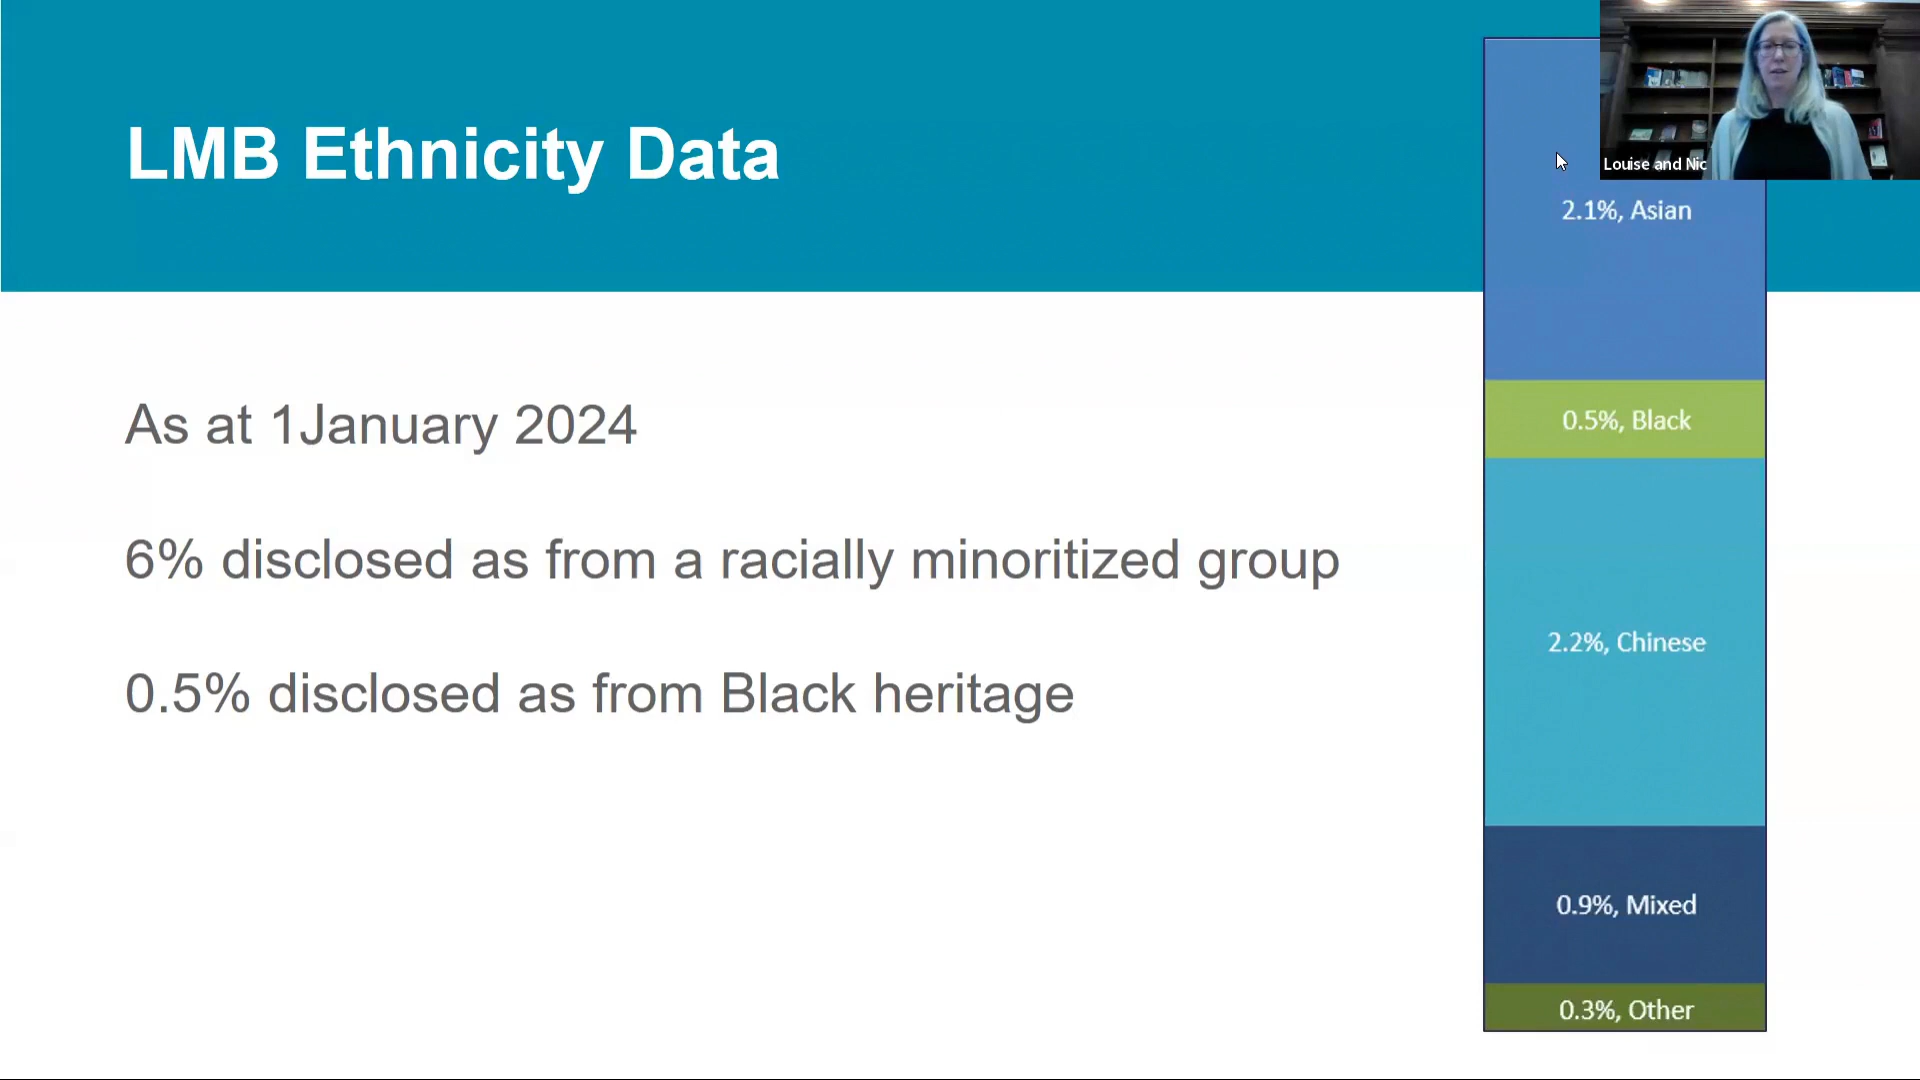 LMB Ethnicity Data
Louise and Nic
2.1%, Asian
As at 1January 2024
0.5%, Black
6% disclosed as from a racially minoritized group
2.2%, Chinese
0.5% disclosed as from Black heritage
0.9%, Mixed
0.3%, Other